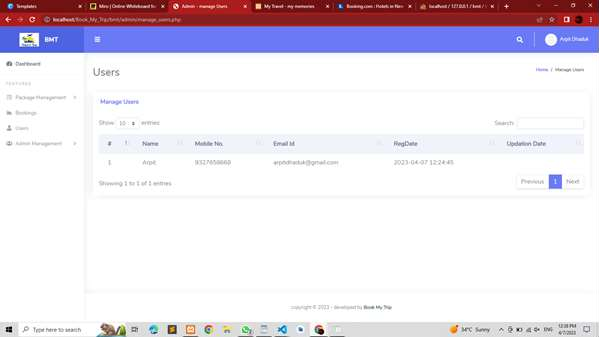 Templates
Miro | Online Whiteboard for
Admin - manage Users
My Travel - my memories
Booking.com : Hotels in New
localhost / 127.0.0.1 / bmt / t
localhost/Book_My_Trip/bmt/admin/manage_users.php
BMT
Arpit Dhaduk
Dashboard
FEATURES
Package Management
Bookings
Users
Admin Management
Users
Home / Manage Users
Manage Users
Show 10 entries
Search:
# Name Mobile No. Email Id RegDate Updation Date
1 Arpit 9327658668 arpitdhaduk@gmail.com 2023-04-07 12:24:45
Showing 1 to 1 of 1 entries
Previous 1 Next
copyright © 2023 - developed by Book My Trip
Type here to search
34°C Sunny
ENG
12:28 PM
4/7/2023